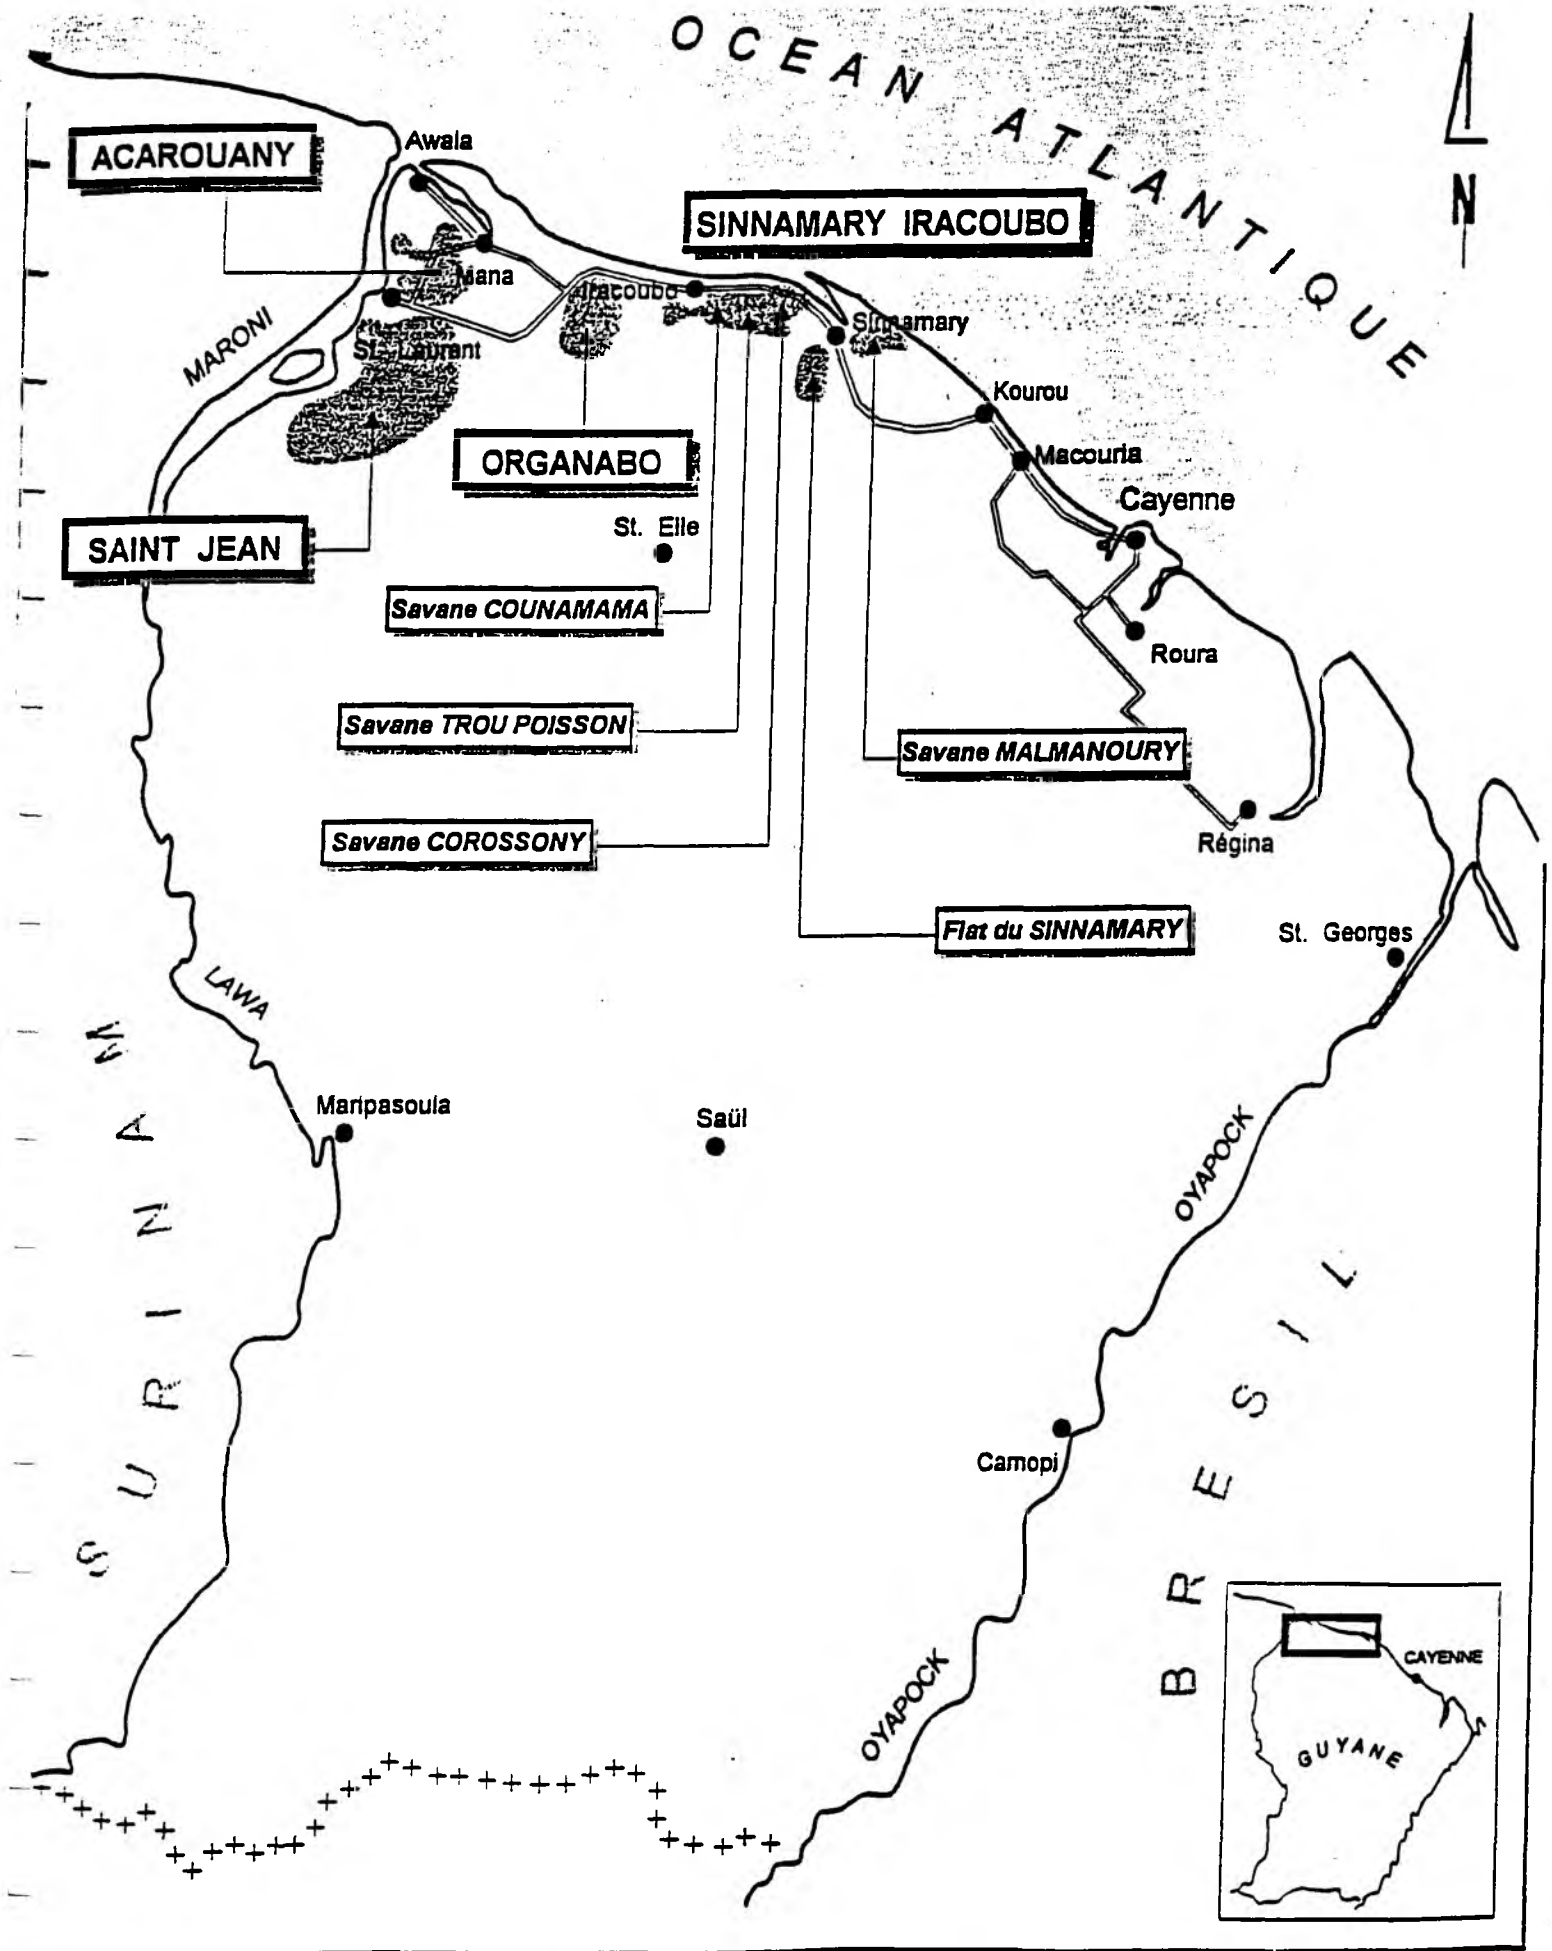 OCEAN ATLANTIQUE
N
Awala
ACAROUANY
SINNAMARY IRACOUBO
Mana
Iracoubo
Sinnamary
MARONI
St. Laurent
Kourou
ORGANABO
Macouria
Cayenne
SAINT JEAN
St. Elie
Savane COUNAMAMA
Roura
Savane TROU POISSON
Savane MALMANOURY
Savane COROSSONY
Régina
Flat du SINNAMARY
St. Georges
LAWA
SURINAM
Maripasoula
Saül
OYAPOCK
BRESIL
Camopi
OYAPOCK
CAYENNE
GUYANE